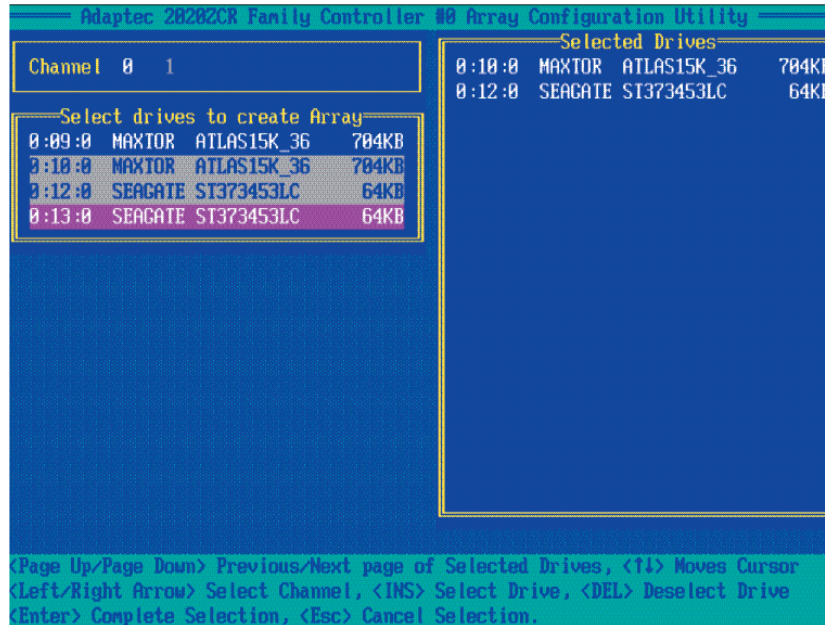 Adaptec 2020ZCR Family Controller #0 Array Configuration Utility
Channel 0 1
Select drives to create Array
0:09:0 MAXTOR ATLAS15K_36 704KB
0:10:0 MAXTOR ATLAS15K_36 704KB
0:12:0 SEAGATE ST373453LC 64KB
0:13:0 SEAGATE ST373453LC 64KB
Selected Drives
0:10:0 MAXTOR ATLAS15K_36 704KB
0:12:0 SEAGATE ST373453LC 64KB
<Page Up/Page Down> Previous/Next page of Selected Drives, <↑↓> Moves Cursor
<Left/Right Arrow> Select Channel, <INS> Select Drive, <DEL> Deselect Drive
<Enter> Complete Selection, <Esc> Cancel Selection.